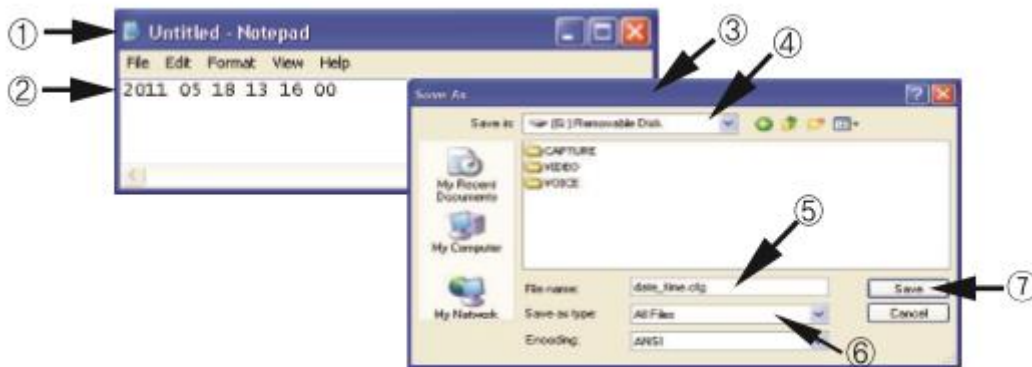 ① Untitled - Notepad
File Edit Format View Help
② 2011 05 18 13 16 00
③
④
Save As
Save in: (G:) Removable Disk
CAPTURE
VIDEO
VOICE
My Recent Documents
My Computer
My Network
⑤
File name: date_time.cfg
Save ⑦
Save as type: All Files
Cancel
⑥
Encoding: ANSI